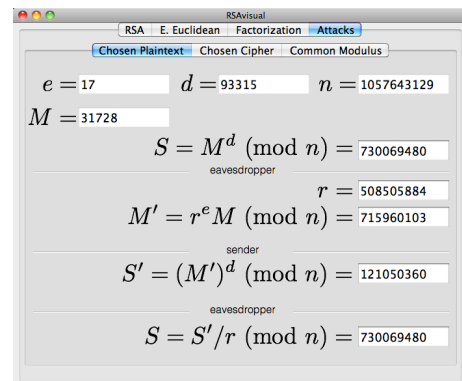 RSAvisual
RSA E. Euclidean Factorization Attacks
Chosen Plaintext Chosen Cipher Common Modulus
e = 17 d = 93315 n = 1057643129
M = 31728
S = M^d (mod n) = 730069480
eavesdropper
r = 508505884
M′ = r^e M (mod n) = 715960103
sender
S′ = (M′)^d (mod n) = 121050360
eavesdropper
S = S′/r (mod n) = 730069480